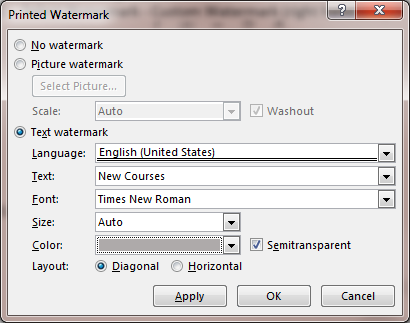 Printed Watermark
No watermark
Picture watermark
Select Picture...
Scale: Auto Washout
Text watermark
Language: English (United States)
Text: New Courses
Font: Times New Roman
Size: Auto
Color: Semitransparent
Layout: Diagonal Horizontal
Apply OK Cancel